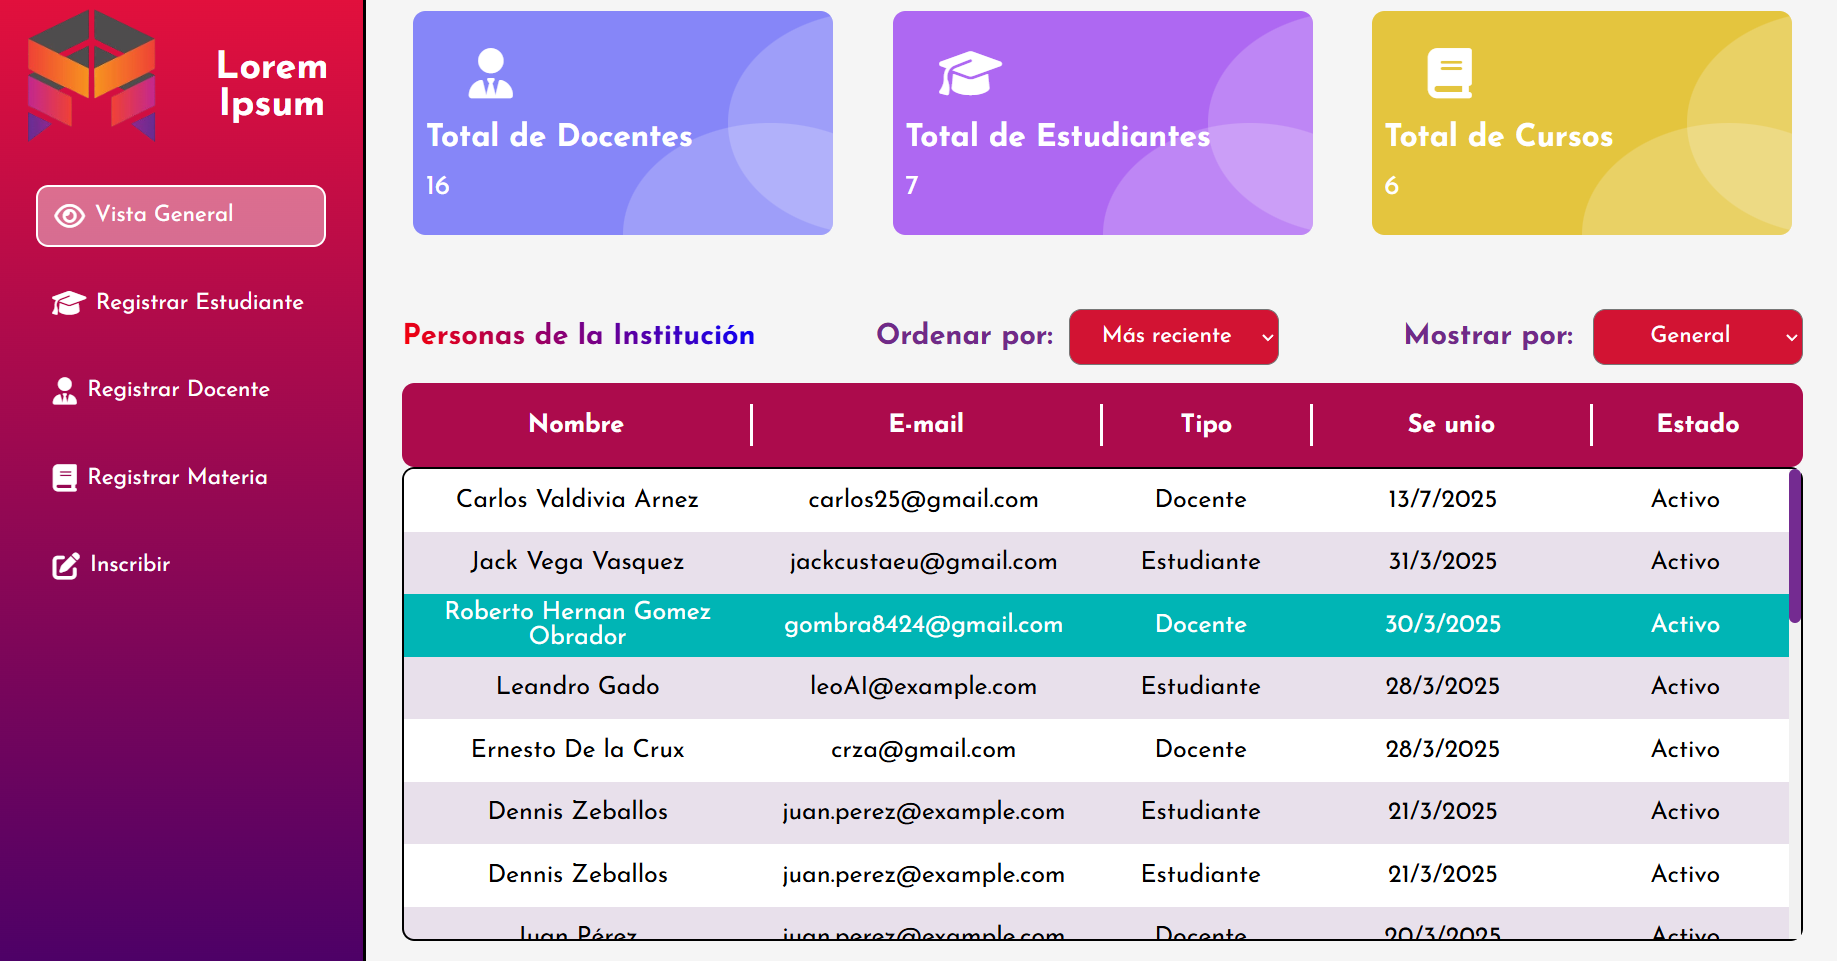 Lorem
Ipsum
Vista General
Registrar Estudiante
Registrar Docente
Registrar Materia
Inscribir
Total de Docentes
16
Total de Estudiantes
7
Total de Cursos
6
Personas de la Institución
Ordenar por:
Más reciente
Mostrar por:
General
Nombre E-mail Tipo Se unio Estado
Carlos Valdivia Arnez carlos25@gmail.com Docente 13/7/2025 Activo
Jack Vega Vasquez jackcustaeu@gmail.com Estudiante 31/3/2025 Activo
Roberto Hernan Gomez
Obrador gombra8424@gmail.com Docente 30/3/2025 Activo
Leandro Gado leoAI@example.com Estudiante 28/3/2025 Activo
Ernesto De la Crux crza@gmail.com Docente 28/3/2025 Activo
Dennis Zeballos juan.perez@example.com Estudiante 21/3/2025 Activo
Dennis Zeballos juan.perez@example.com Estudiante 21/3/2025 Activo
Juan Pérez juan.perez@example.com Docente 20/3/2025 Activo